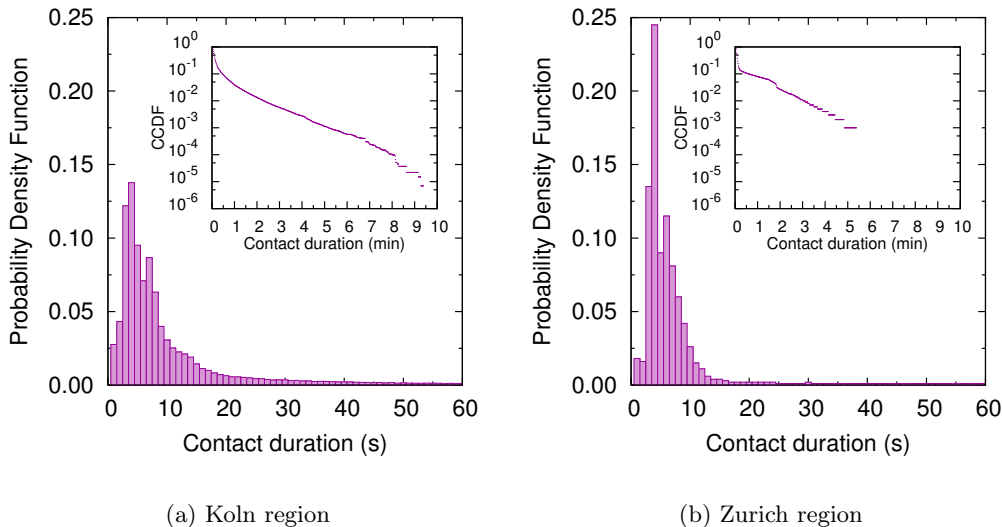 Probability Density Function
0.25
0.20
0.15
0.10
0.05
0.00
0 10 20 30 40 50 60
Contact duration (s)
CCDF
10^0
10^-1
10^-2
10^-3
10^-4
10^-5
10^-6
0 1 2 3 4 5 6 7 8 9 10
Contact duration (min)
(a) Koln region
Probability Density Function
0.25
0.20
0.15
0.10
0.05
0.00
0 10 20 30 40 50 60
Contact duration (s)
CCDF
10^0
10^-1
10^-2
10^-3
10^-4
10^-5
10^-6
0 1 2 3 4 5 6 7 8 9 10
Contact duration (min)
(b) Zurich region